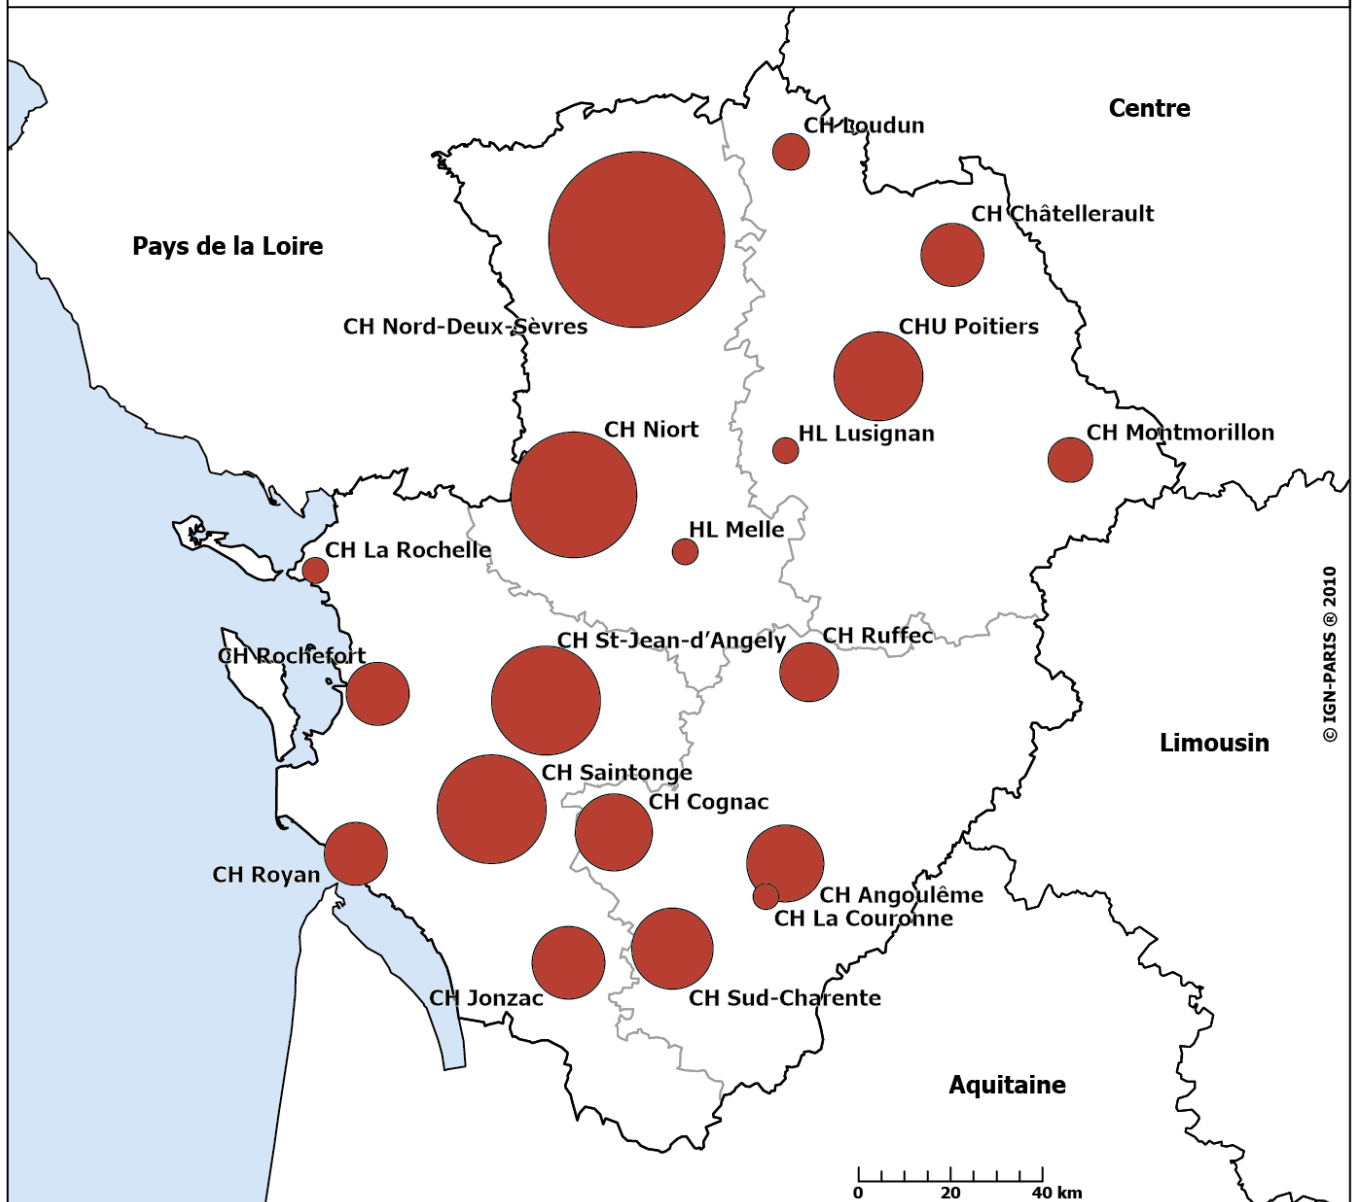 Centre
CH Loudun
CH Châtellerault
Pays de la Loire
CH Nord-Deux-Sèvres
CHU Poitiers
CH Niort
HL Lusignan
CH Montmorillon
HL Melle
CH La Rochelle
© IGN-PARIS ® 2010
CH St-Jean-d’Angély
CH Ruffec
CH Rochefort
Limousin
CH Saintonge
CH Cognac
CH Royan
CH Angoulême
CH La Couronne
CH Jonzac
CH Sud-Charente
Aquitaine
0 20 40 km